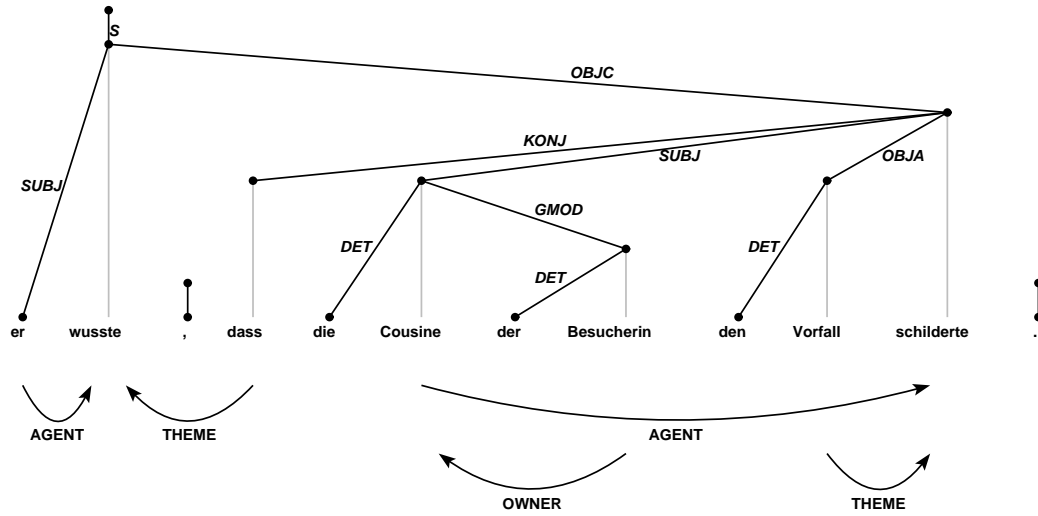 S
OBJC
KONJ
SUBJ
OBJA
SUBJ
GMOD
DET
DET
DET
er wusste , dass die Cousine der Besucherin den Vorfall schilderte .
AGENT THEME AGENT
OWNER THEME